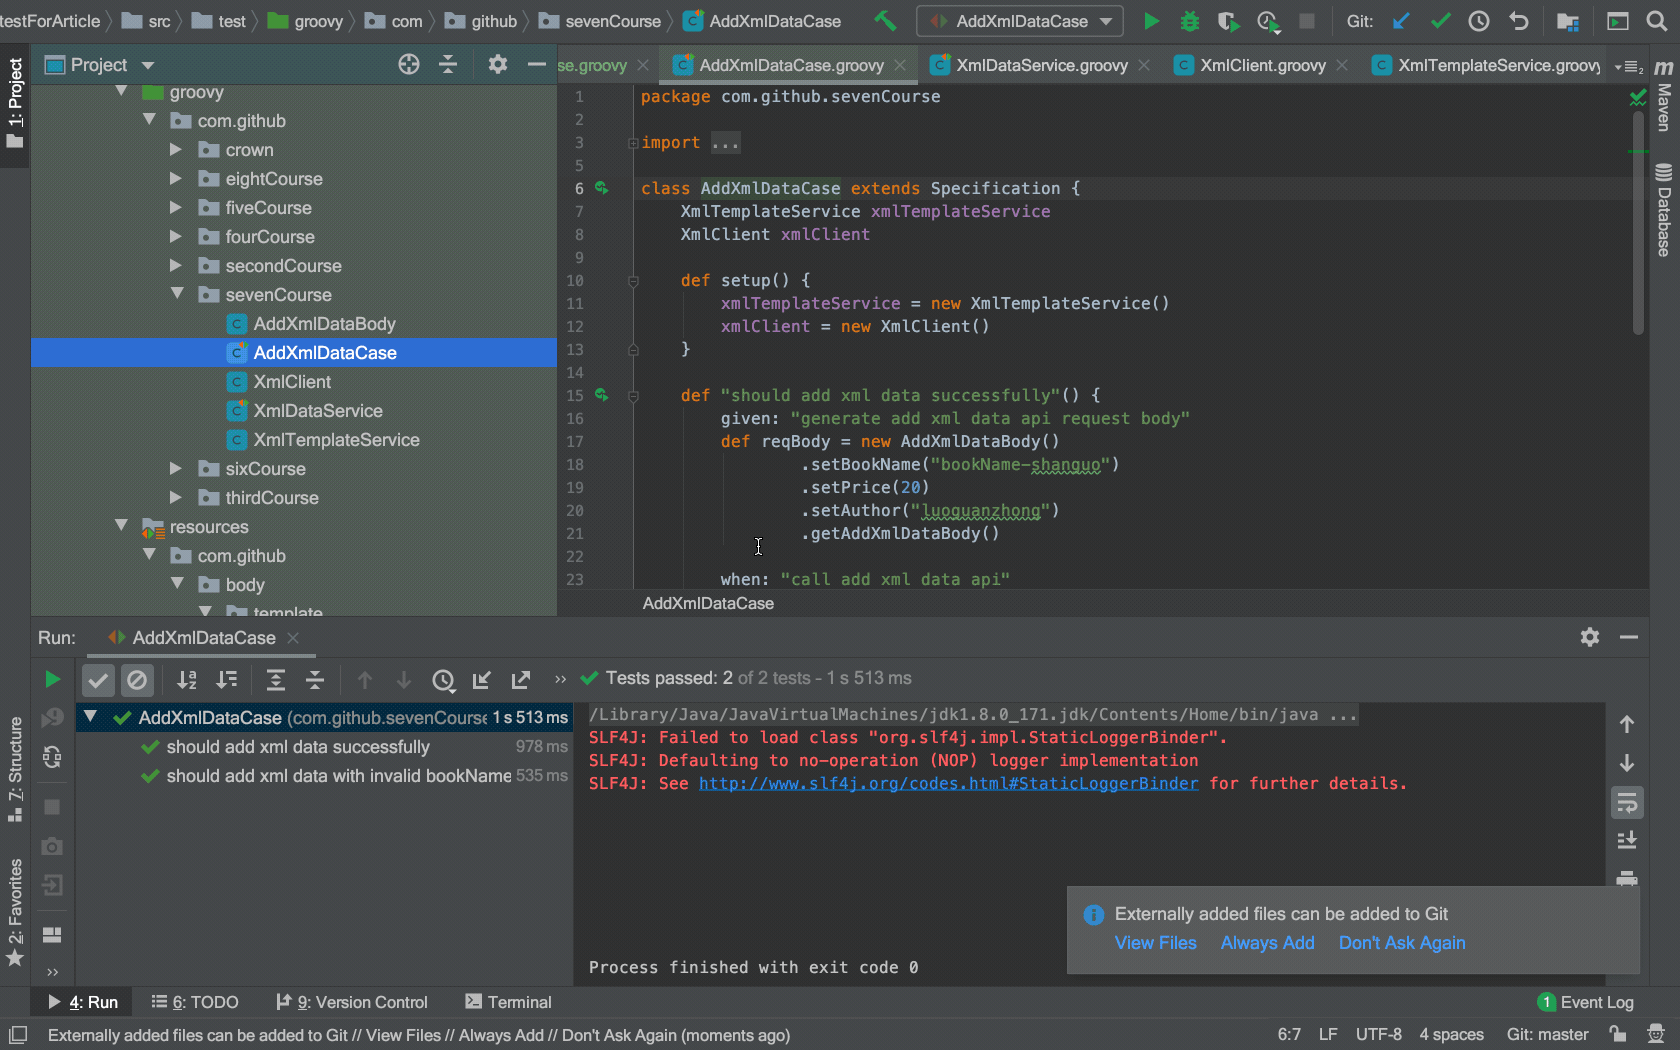 testForArticle src test groovy com github sevenCourse AddXmlDataCase AddXmlDataCase Git:
1: Project
Project
se.groovy AddXmlDataCase.groovy XmlDataService.groovy XmlClient.groovy XmlTemplateService.groovy 2
m Maven
Database
groovy
com.github
crown
eightCourse
fiveCourse
fourCourse
secondCourse
sevenCourse
AddXmlDataBody
AddXmlDataCase
XmlClient
XmlDataService
XmlTemplateService
sixCourse
thirdCourse
resources
com.github
body
template
1 package com.github.sevenCourse
2
3 import ...
5
6 class AddXmlDataCase extends Specification {
7 XmlTemplateService xmlTemplateService
8 XmlClient xmlClient
9
10 def setup() {
11 xmlTemplateService = new XmlTemplateService()
12 xmlClient = new XmlClient()
13 }
14
15 def "should add xml data successfully"() {
16 given: "generate add xml data api request body"
17 def reqBody = new AddXmlDataBody()
18 .setBookName("bookName-shanguo")
19 .setPrice(20)
20 .setAuthor("luoguanzhong")
21 .getAddXmlDataBody()
22
23 when: "call add xml data api"
AddXmlDataCase
Run: AddXmlDataCase
Tests passed: 2 of 2 tests - 1 s 513 ms
AddXmlDataCase (com.github.sevenCourse 1 s 513 ms
should add xml data successfully 978 ms
should add xml data with invalid bookName 535 ms
/Library/Java/JavaVirtualMachines/jdk1.8.0_171.jdk/Contents/Home/bin/java ...
SLF4J: Failed to load class "org.slf4j.impl.StaticLoggerBinder".
SLF4J: Defaulting to no-operation (NOP) logger implementation
SLF4J: See http://www.slf4j.org/codes.html#StaticLoggerBinder for further details.
Process finished with exit code 0
7: Structure
2: Favorites
Externally added files can be added to Git
View Files Always Add Don't Ask Again
4: Run 6: TODO 9: Version Control Terminal 1 Event Log
Externally added files can be added to Git // View Files // Always Add // Don't Ask Again (moments ago) 6:7 LF UTF-8 4 spaces Git: master